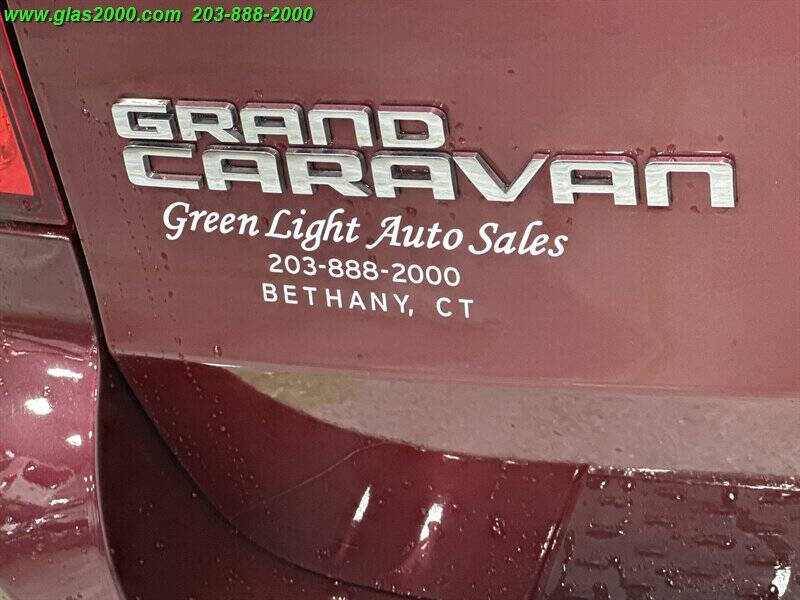 www.glas2000.com 203-888-2000
GRAND
CARAVAN
Green Light Auto Sales
203-888-2000
BETHANY, CT